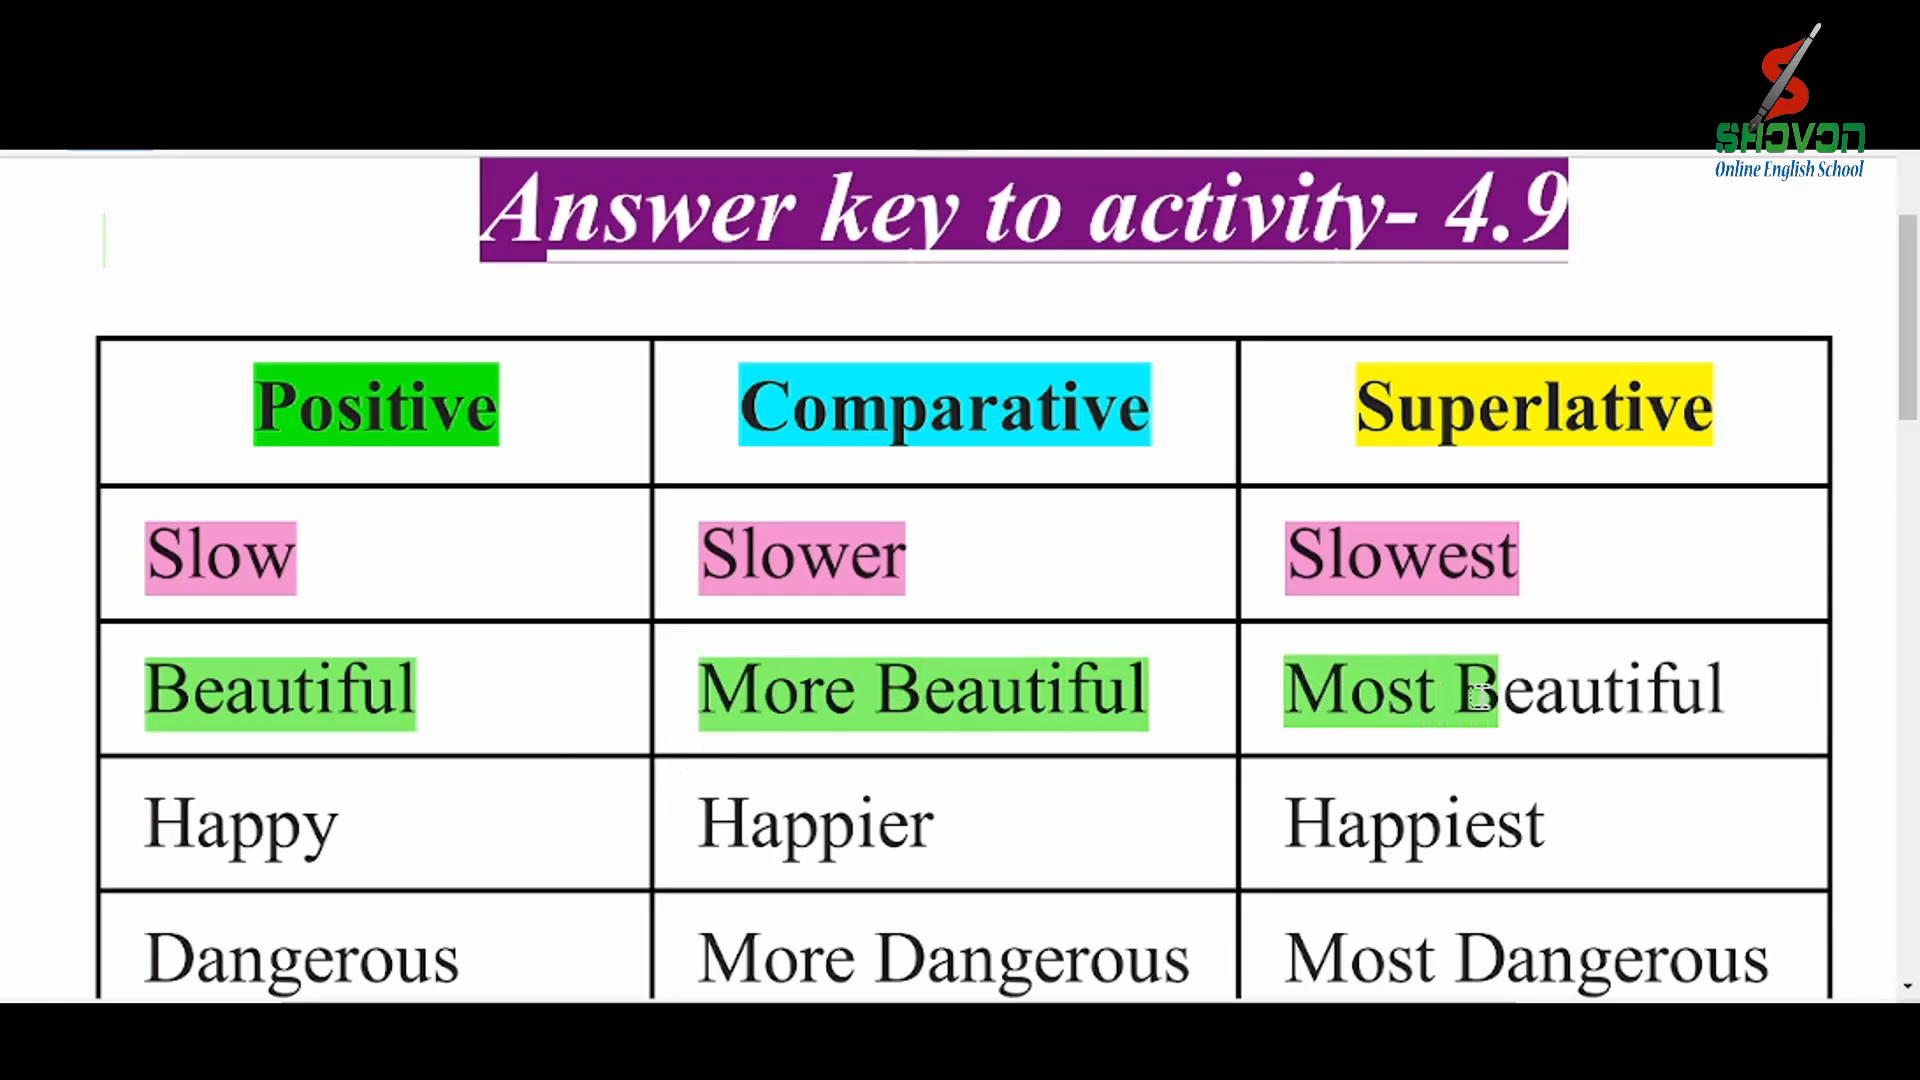 SHOVON
Online English School
Answer key to activity- 4.9
Positive Comparative Superlative
Slow Slower Slowest
Beautiful More Beautiful Most Beautiful
Happy Happier Happiest
Dangerous More Dangerous Most Dangerous